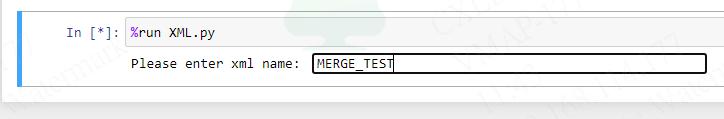 In [*]: %run XML.py
Please enter xml name: MERGE_TEST